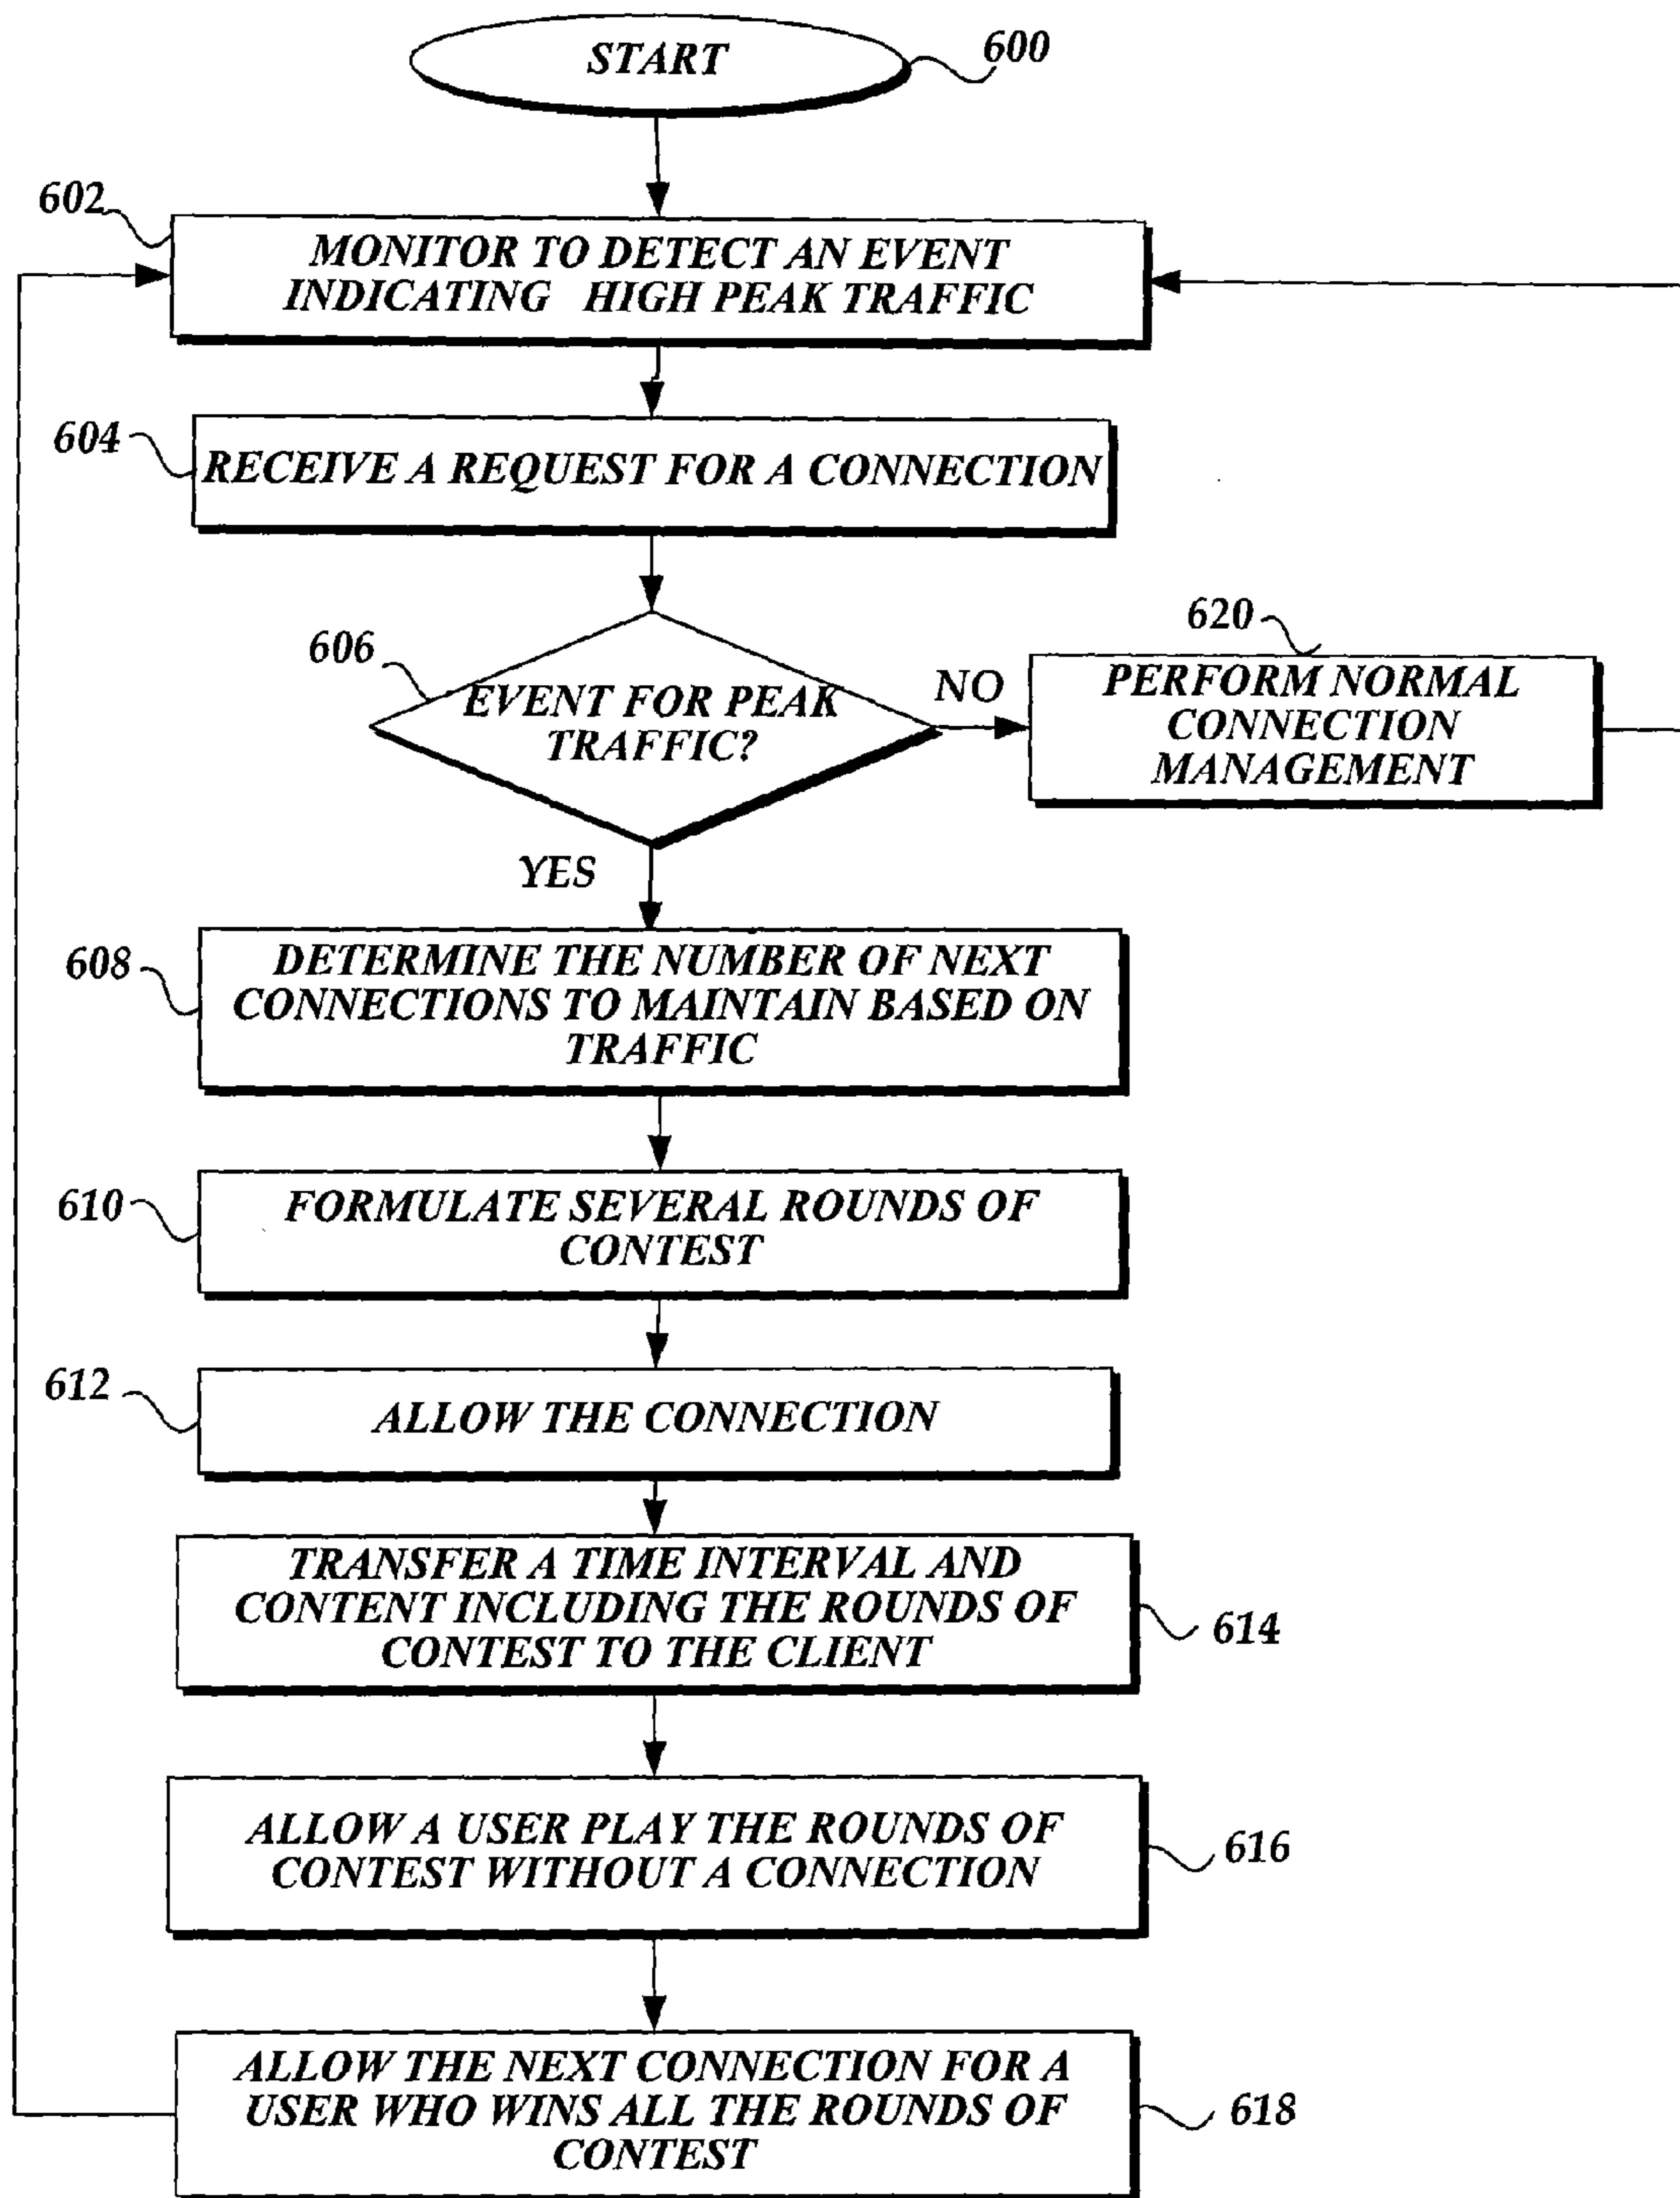 START
600
602
MONITOR TO DETECT AN EVENT
INDICATING HIGH PEAK TRAFFIC
604
RECEIVE A REQUEST FOR A CONNECTION
606
EVENT FOR PEAK
TRAFFIC?
NO
620
PERFORM NORMAL
CONNECTION
MANAGEMENT
YES
608
DETERMINE THE NUMBER OF NEXT
CONNECTIONS TO MAINTAIN BASED ON
TRAFFIC
610
FORMULATE SEVERAL ROUNDS OF
CONTEST
612
ALLOW THE CONNECTION
TRANSFER A TIME INTERVAL AND
CONTENT INCLUDING THE ROUNDS OF
CONTEST TO THE CLIENT
614
ALLOW A USER PLAY THE ROUNDS OF
CONTEST WITHOUT A CONNECTION
616
ALLOW THE NEXT CONNECTION FOR A
USER WHO WINS ALL THE ROUNDS OF
CONTEST
618